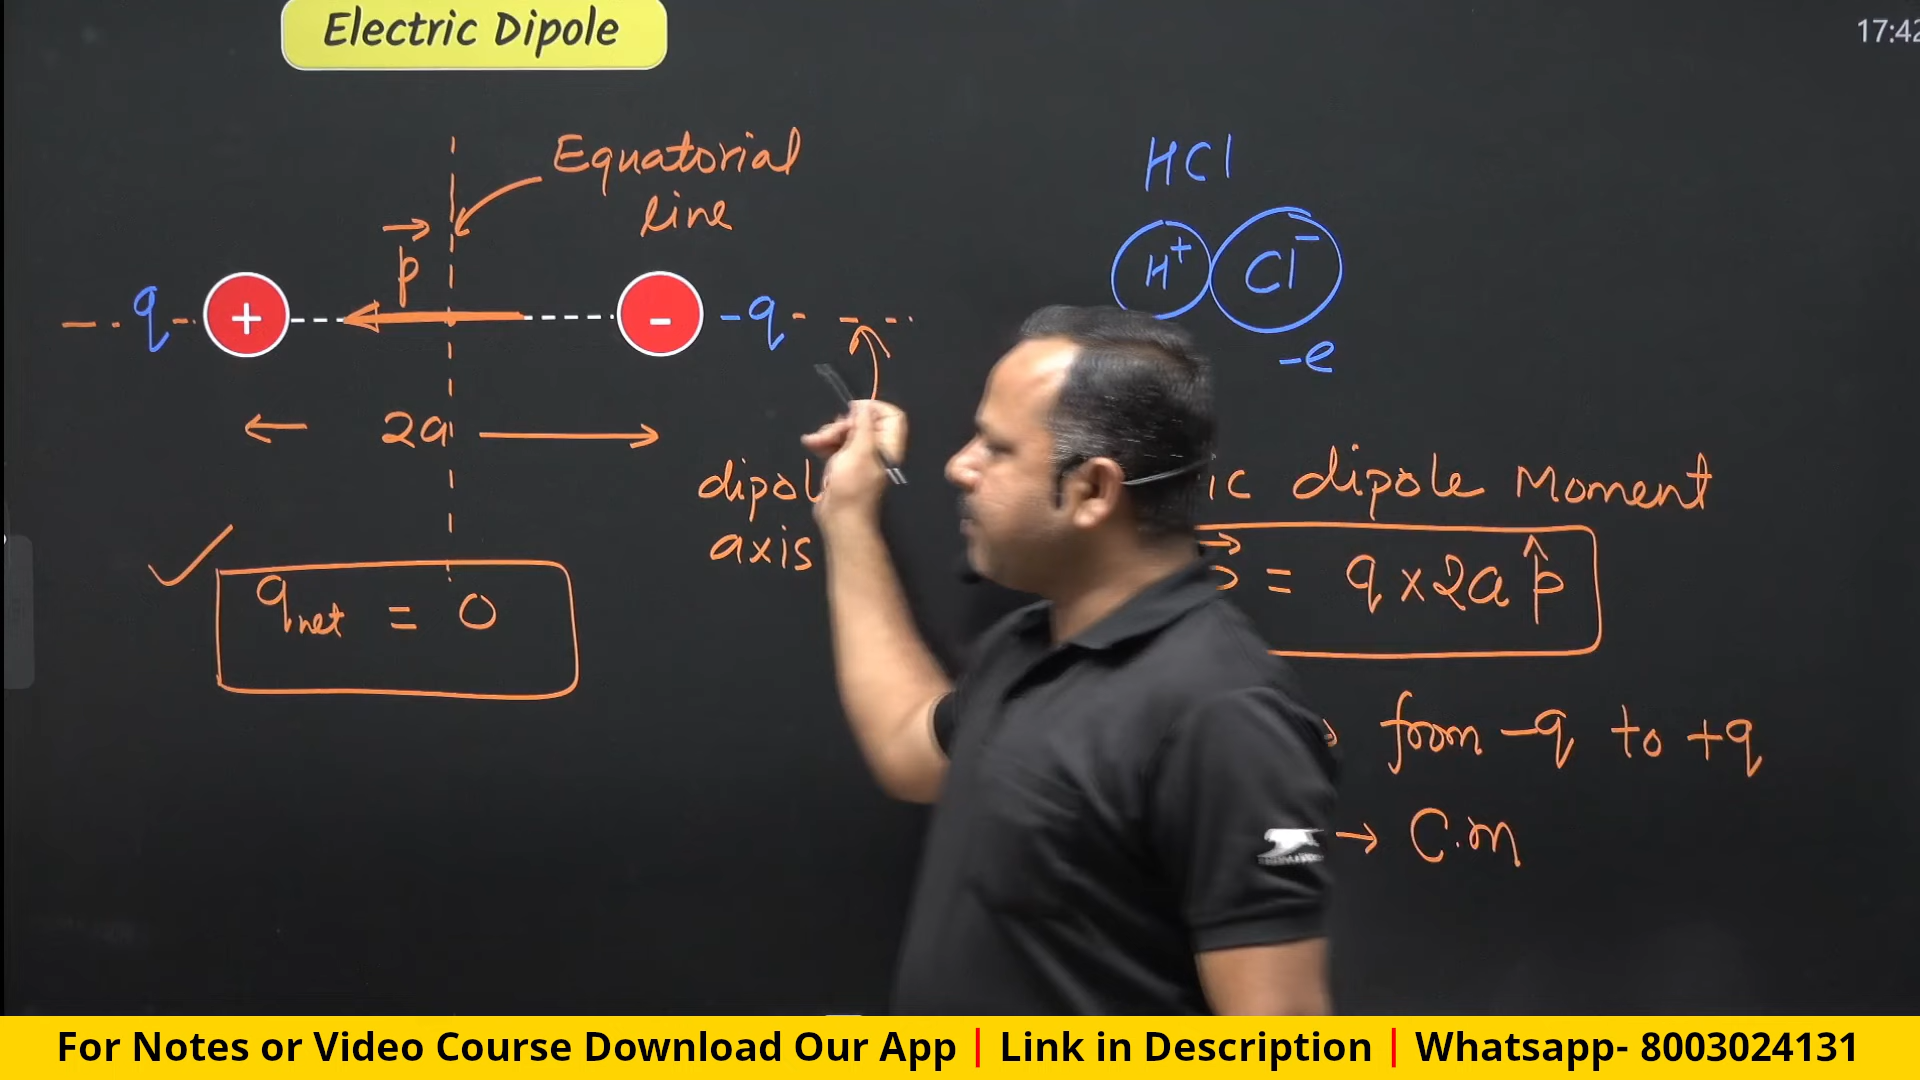 Electric Dipole
17:42
Equatorial
line
p
q
+
-
-q
2a
dipol
axis
qnet = 0
HCl
H+
Cl-
-e
ic dipole Moment
= q × 2a p̂
from -q to +q
→ C.m
For Notes or Video Course Download Our App | Link in Description | Whatsapp- 8003024131